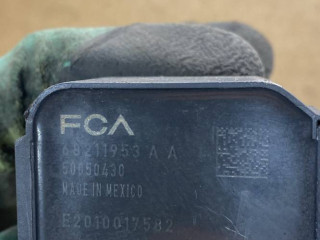 FCA
68211953 A A
50050430
MADE IN MEXICO
E2010017582